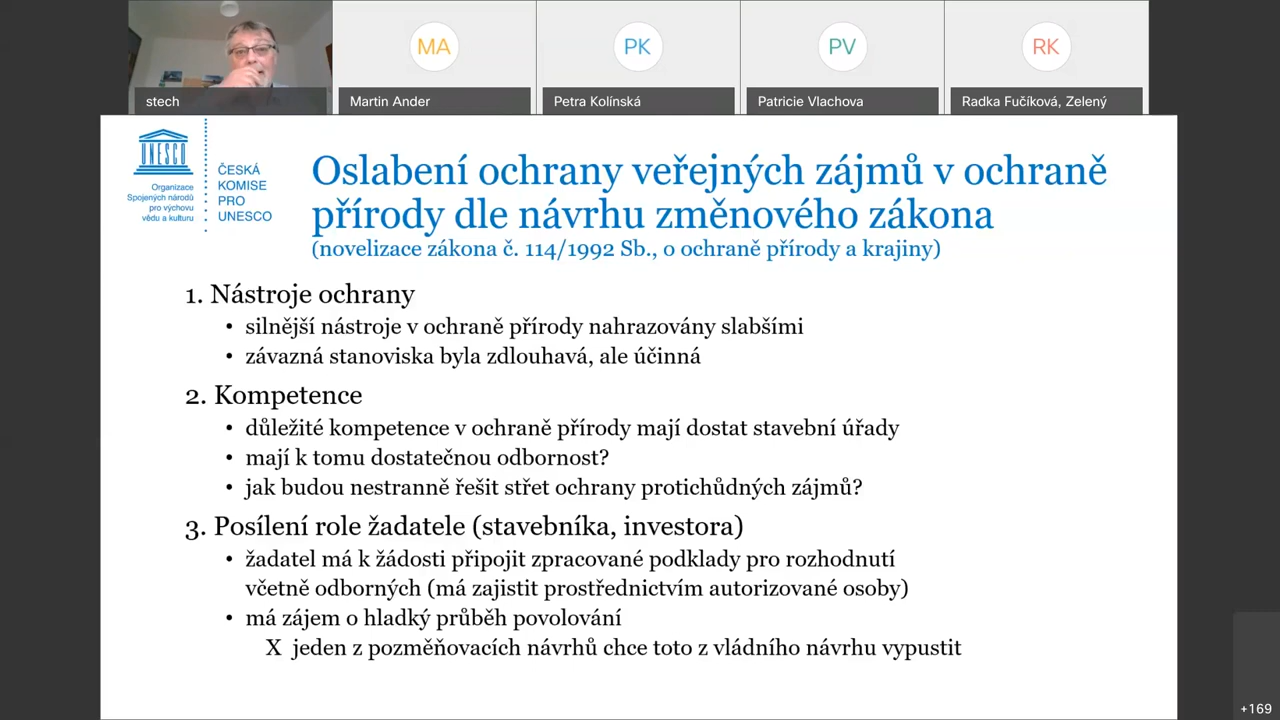 MA
PK
PV
RK
stech
Martin Ander
Petra Kolínská
Patricie Vlachova
Radka Fučíková, Zelený
UNESCO
Organizace
Spojených národů
pro výchovu
vědu a kulturu
ČESKÁ
KOMISE
PRO
UNESCO
Oslabení ochrany veřejných zájmů v ochraně
přírody dle návrhu změnového zákona
(novelizace zákona č. 114/1992 Sb., o ochraně přírody a krajiny)
1. Nástroje ochrany
• silnější nástroje v ochraně přírody nahrazovány slabšími
• závazná stanoviska byla zdlouhavá, ale účinná
2. Kompetence
• důležité kompetence v ochraně přírody mají dostat stavební úřady
• mají k tomu dostatečnou odbornost?
• jak budou nestranně řešit střet ochrany protichůdných zájmů?
3. Posílení role žadatele (stavebníka, investora)
• žadatel má k žádosti připojit zpracované podklady pro rozhodnutí
včetně odborných (má zajistit prostřednictvím autorizované osoby)
• má zájem o hladký průběh povolování
X jeden z pozměňovacích návrhů chce toto z vládního návrhu vypustit
+169